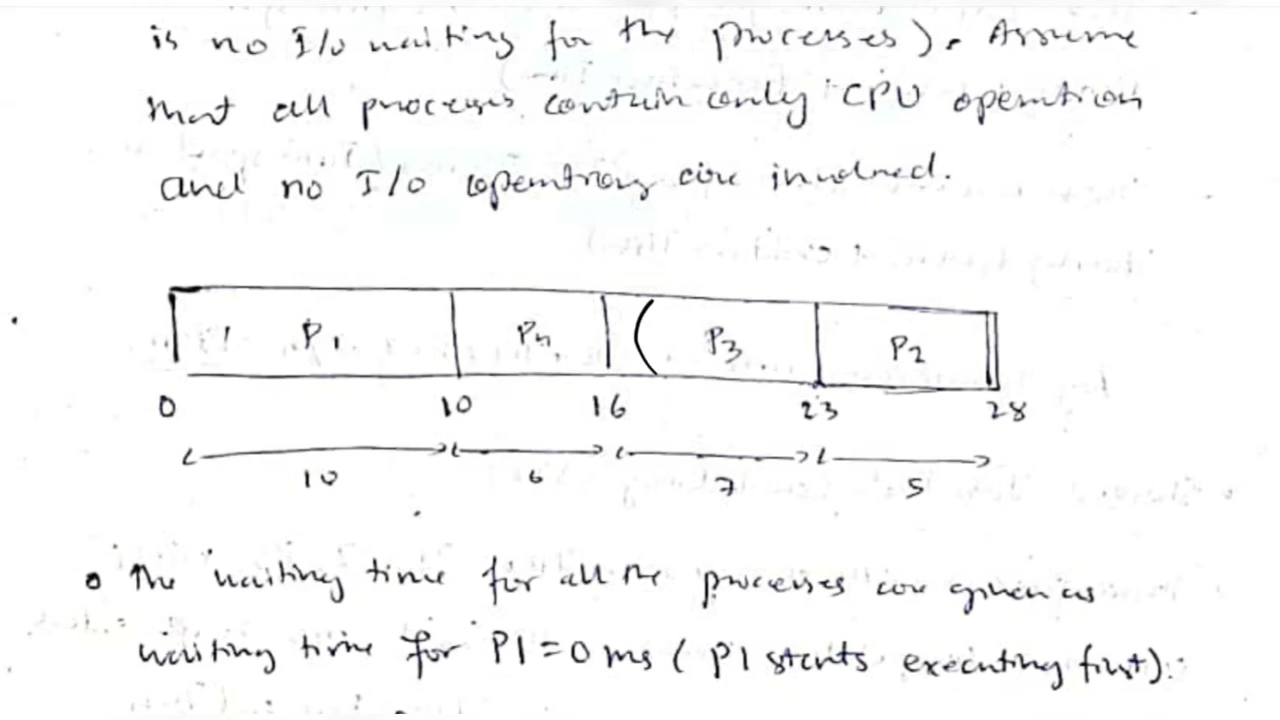 is no I/O waiting for the processes). Assume
that all processes contain only CPU operation
and no I/O operations are involved.
P1 P4 P3 P2
0 10 16 23 28
10 6 7 5
The waiting time for all the processes are given as
waiting time for P1 = 0 ms (P1 starts executing first).